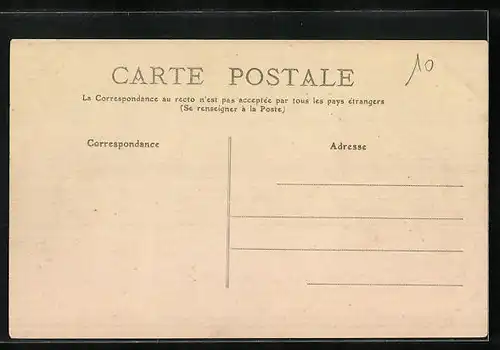 CARTE POSTALE
10
La Correspondance au recto n'est pas acceptée par tous les pays étrangers
(Se renseigner à la Poste)
Correspondance
Adresse